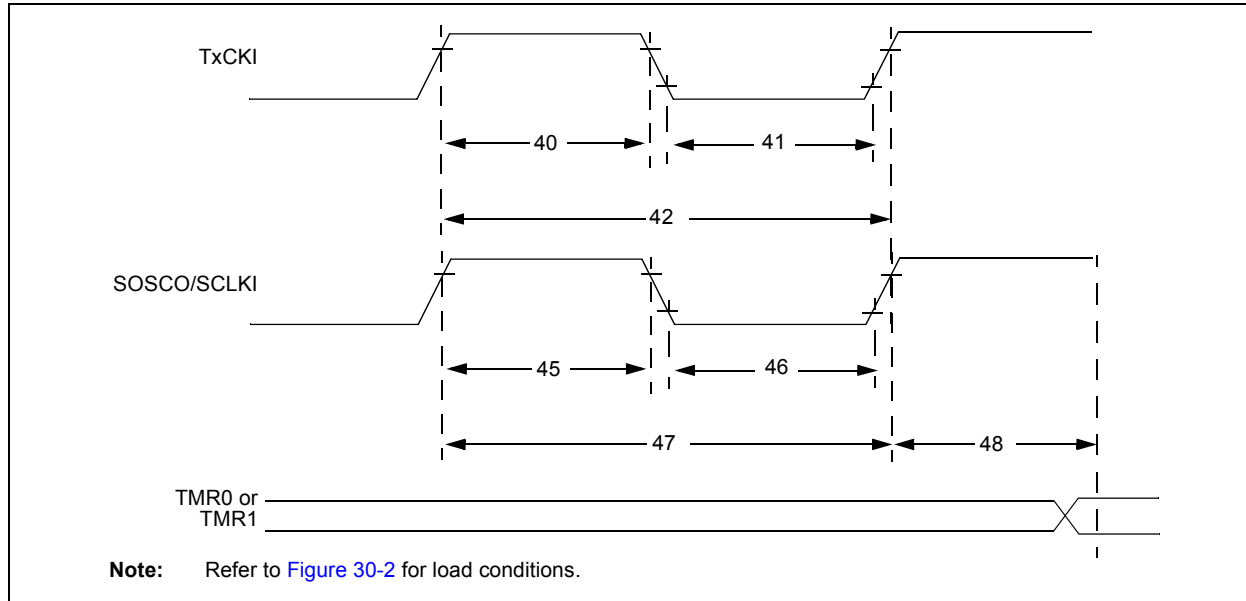 TxCKI
40
41
42
SOSCO/SCLKI
45
46
47
48
TMR0 or
TMR1
Note: Refer to Figure 30-2 for load conditions.